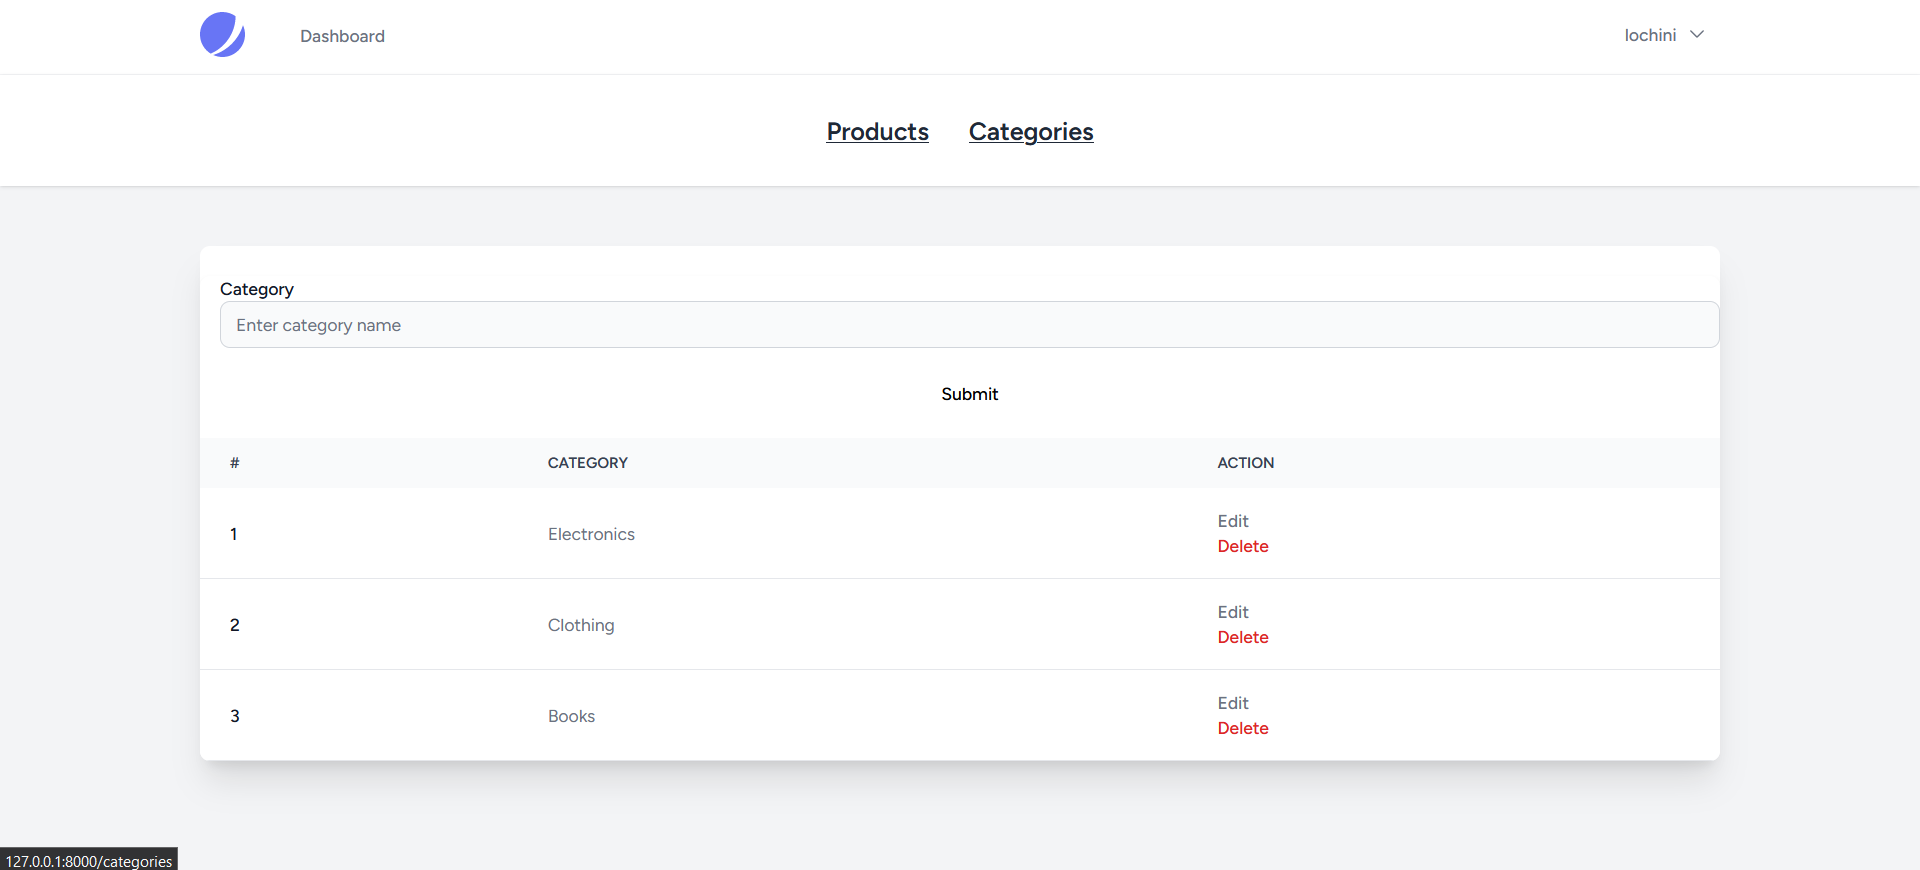 Dashboard
lochini
Products Categories
Category
Enter category name
Submit
# CATEGORY ACTION
1 Electronics Edit
Delete
2 Clothing Edit
Delete
3 Books Edit
Delete
127.0.0.1:8000/categories